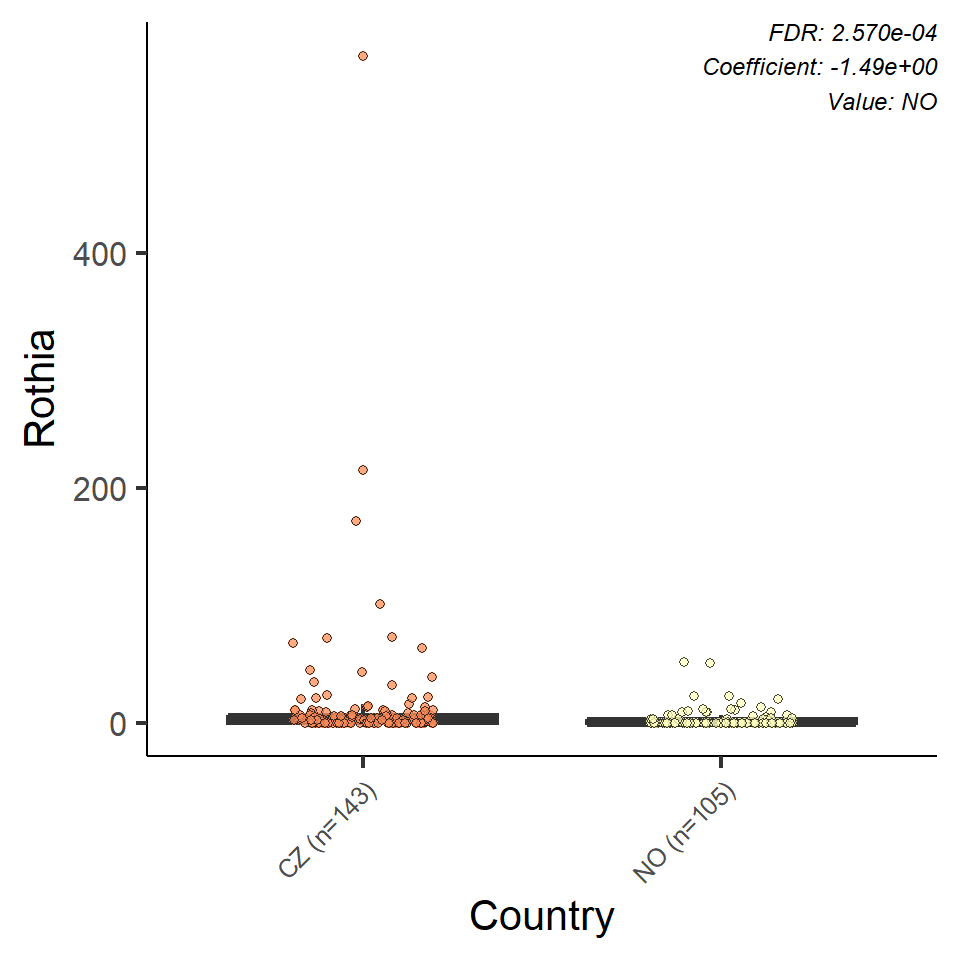 FDR: 2.570e-04
Coefficient: -1.49e+00
Value: NO
400
200
0
Rothia
CZ (n=143)
NO (n=105)
Country